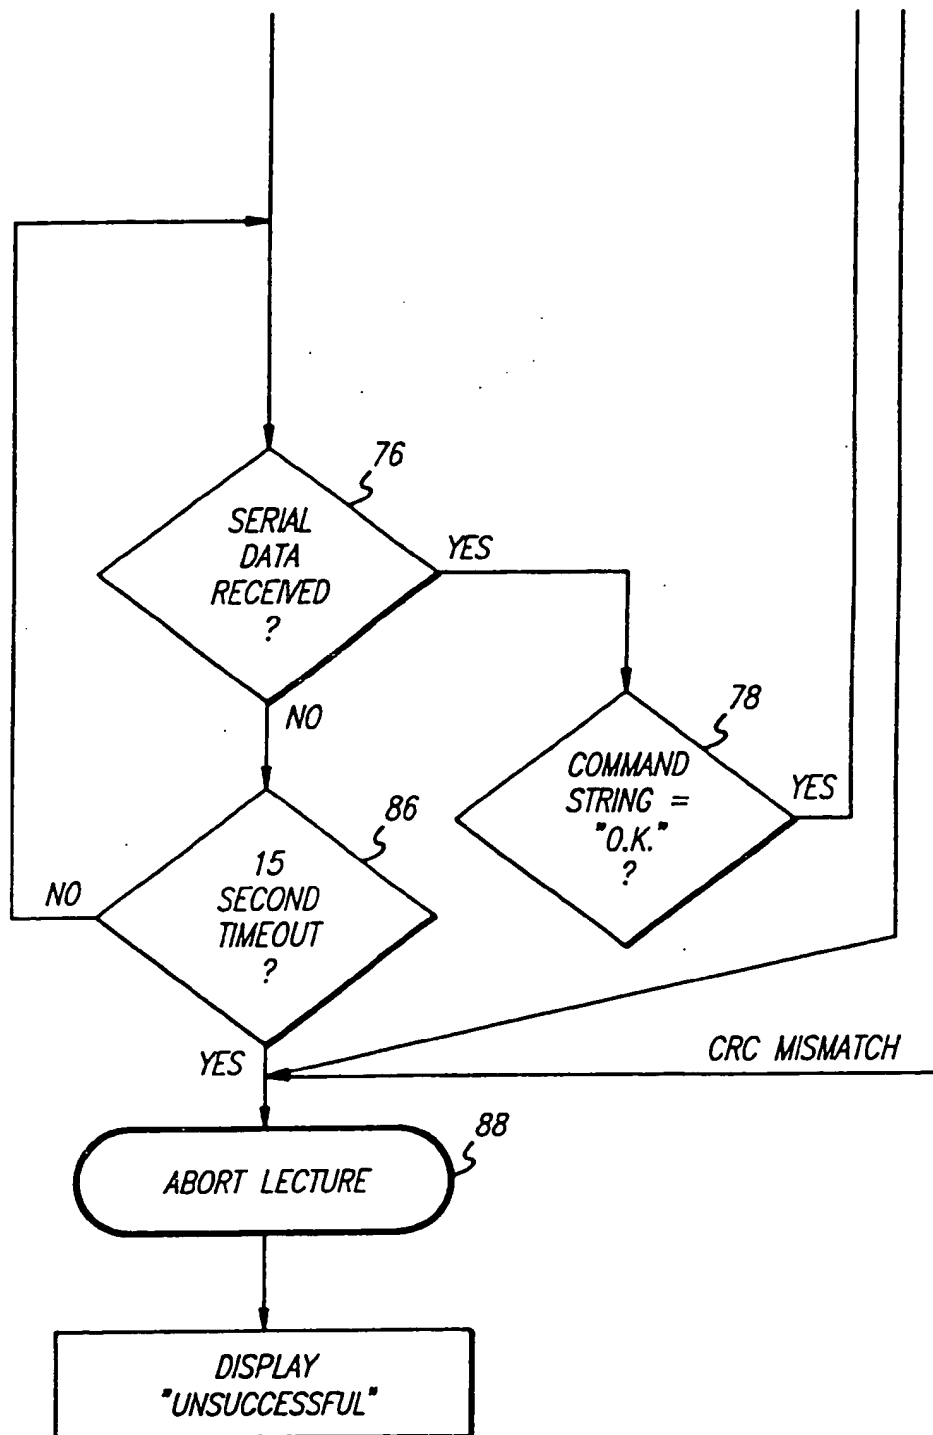 76
SERIAL
DATA
RECEIVED
?
YES
NO
78
COMMAND
STRING =
"O.K."
?
YES
86
15
SECOND
TIMEOUT
?
NO
YES
CRC MISMATCH
88
ABORT LECTURE
DISPLAY
"UNSUCCESSFUL"